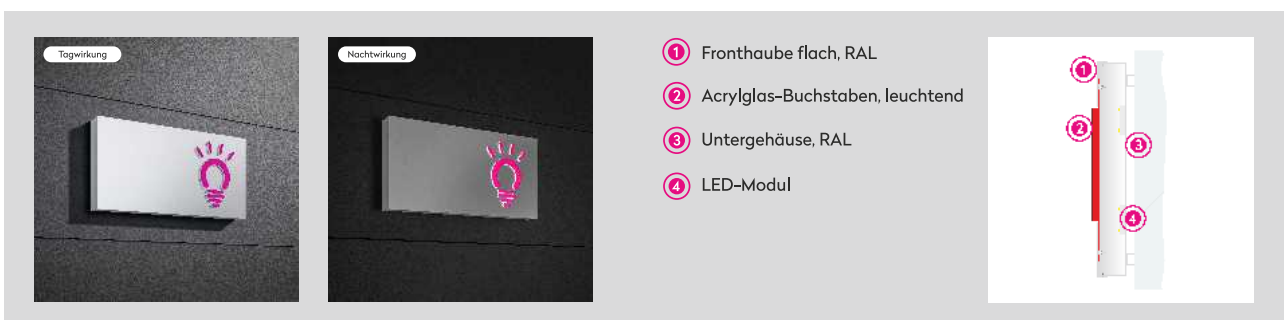 Tagwirkung
Nachtwirkung
1 Fronthaube flach, RAL
2 Acrylglas-Buchstaben, leuchtend
3 Untergehäuse, RAL
4 LED-Modul
1
2
3
4